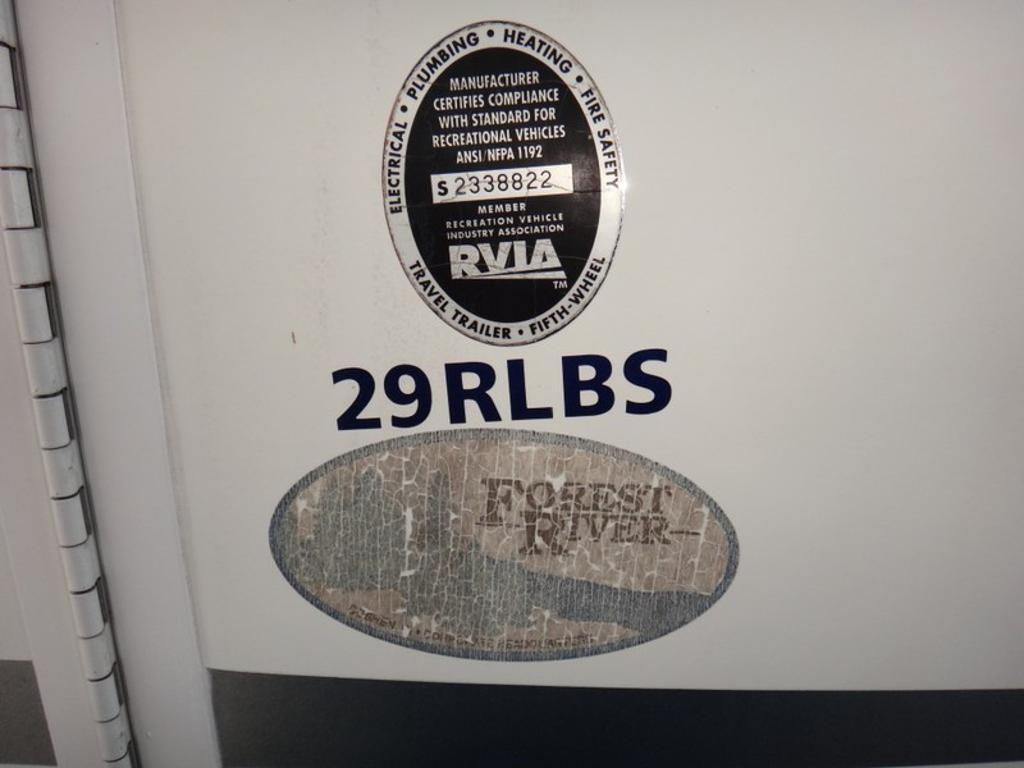 ELECTRICAL • PLUMBING • HEATING • FIRE SAFETY
MANUFACTURER
CERTIFIES COMPLIANCE
WITH STANDARD FOR
RECREATIONAL VEHICLES
ANSI/NFPA 1192
S 2338822
MEMBER
RECREATION VEHICLE
INDUSTRY ASSOCIATION
RVIA
TM
TRAVEL TRAILER • FIFTH-WHEEL
29RLBS
FOREST
RIVER